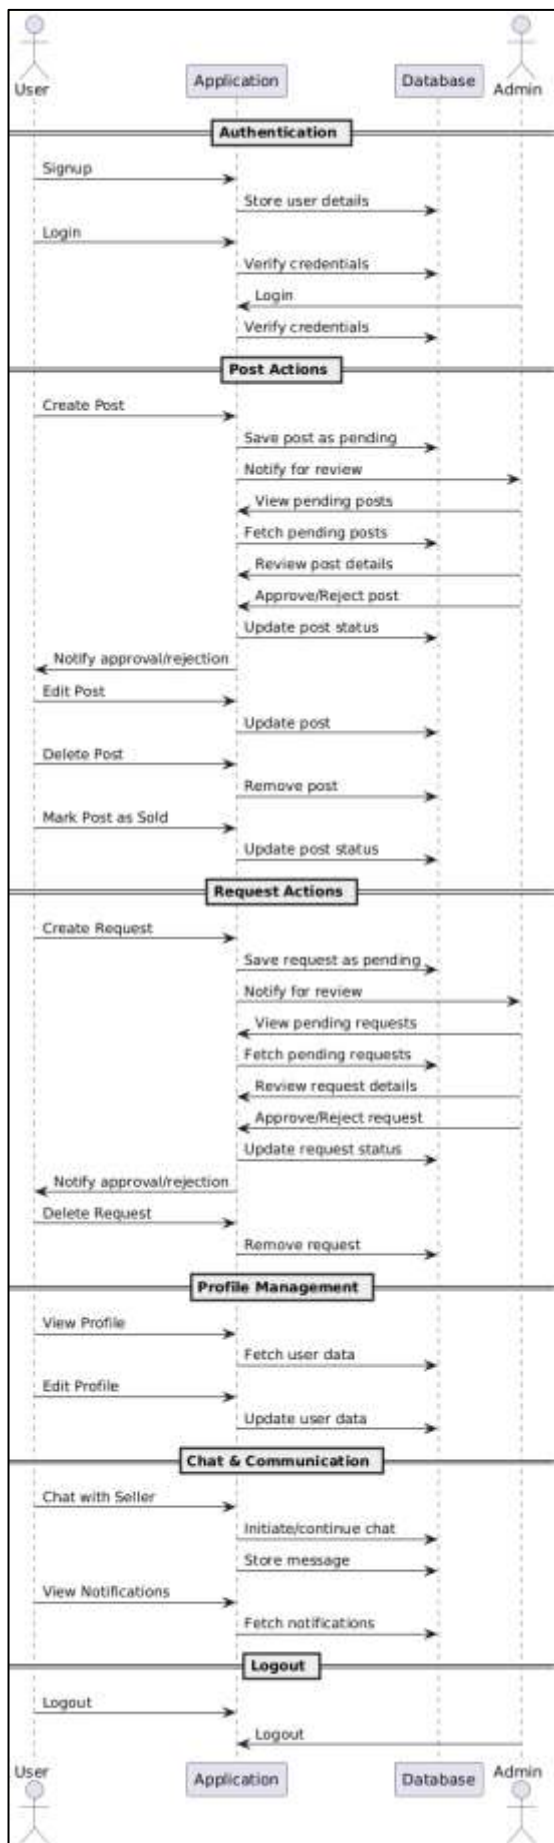 User
Application
Database
Admin
Authentication
Signup
Store user details
Login
Verify credentials
Login
Verify credentials
Post Actions
Create Post
Save post as pending
Notify for review
View pending posts
Fetch pending posts
Review post details
Approve/Reject post
Update post status
Notify approval/rejection
Edit Post
Update post
Delete Post
Remove post
Mark Post as Sold
Update post status
Request Actions
Create Request
Save request as pending
Notify for review
View pending requests
Fetch pending requests
Review request details
Approve/Reject request
Update request status
Notify approval/rejection
Delete Request
Remove request
Profile Management
View Profile
Fetch user data
Edit Profile
Update user data
Chat & Communication
Chat with Seller
Initiate/continue chat
Store message
View Notifications
Fetch notifications
Logout
Logout
Logout
User
Application
Database
Admin